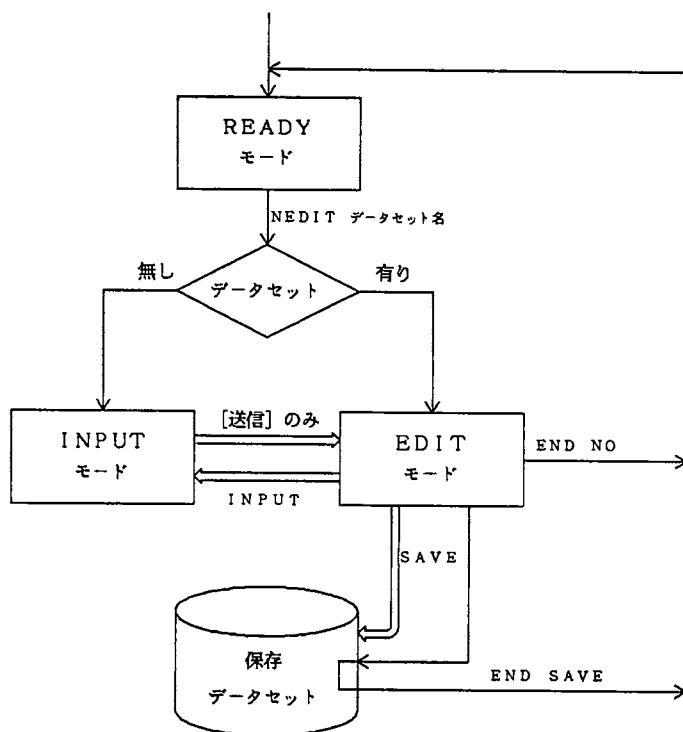 READY
モード
NEDIT データセット名
無し
データセット
有り
[送信] のみ
INPUT
モード
EDIT
モード
END NO
INPUT
SAVE
保存
データセット
END SAVE